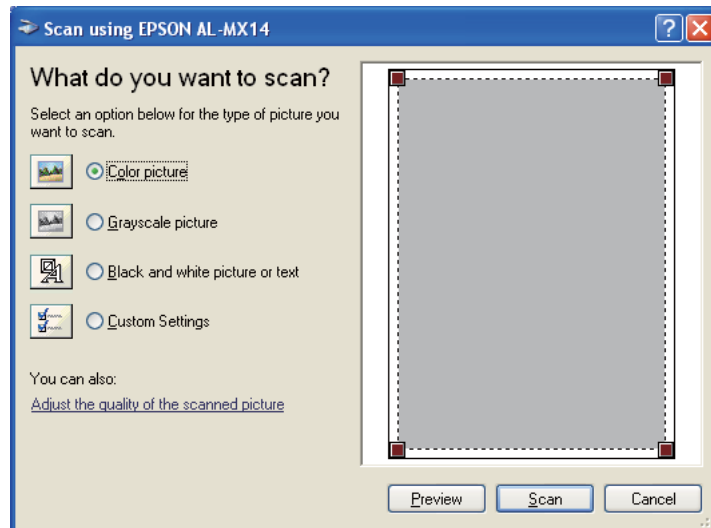 Scan using EPSON AL-MX14
What do you want to scan?
Select an option below for the type of picture you
want to scan.
Color picture
Grayscale picture
Black and white picture or text
Custom Settings
You can also:
Adjust the quality of the scanned picture
Preview
Scan
Cancel